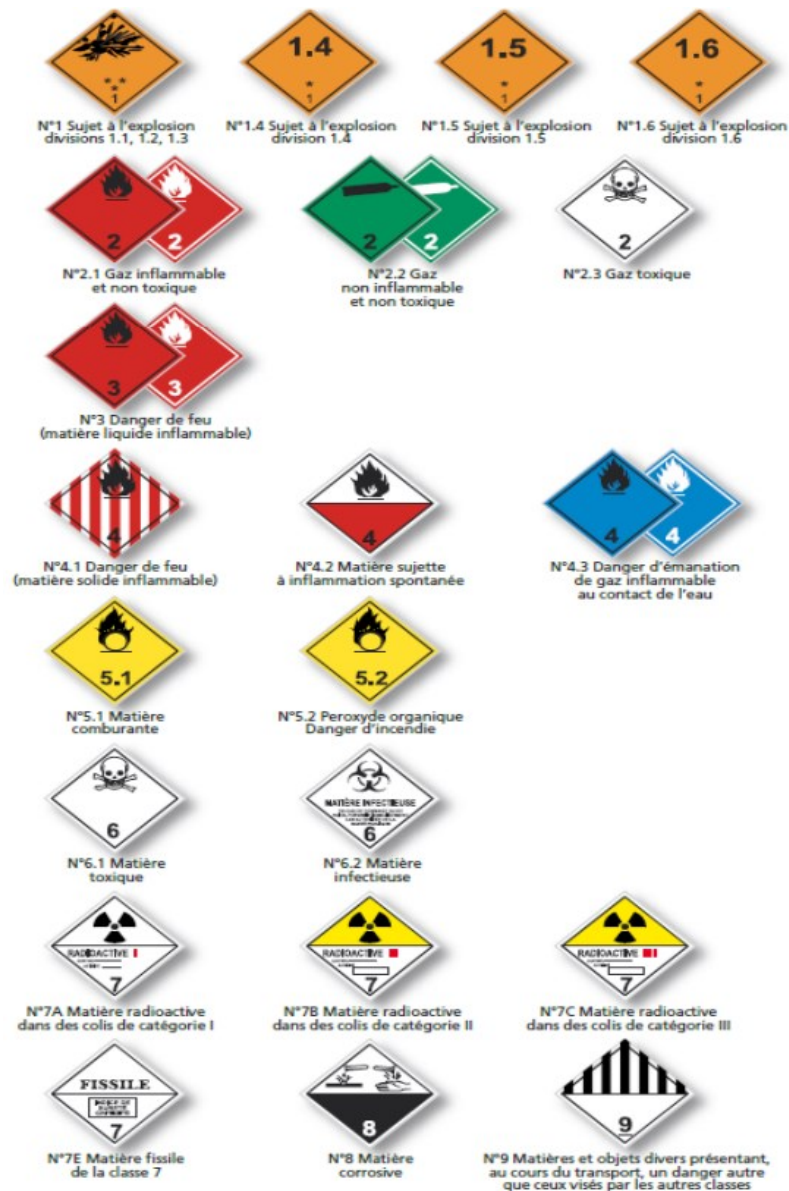 1
1.4
1
1.5
1
1.6
1
N°1 Sujet à l'explosion
divisions 1.1, 1.2, 1.3
N°1.4 Sujet à l'explosion
division 1.4
N°1.5 Sujet à l'explosion
division 1.5
N°1.6 Sujet à l'explosion
division 1.6
2
2
2
2
2
N°2.1 Gaz inflammable
et non toxique
N°2.2 Gaz
non inflammable
et non toxique
N°2.3 Gaz toxique
3
3
N°3 Danger de feu
(matière liquide inflammable)
4
4
4
4
N°4.1 Danger de feu
(matière solide inflammable)
N°4.2 Matière sujette
à inflammation spontanée
N°4.3 Danger d'émanation
de gaz inflammable
au contact de l'eau
5.1
5.2
N°5.1 Matière
comburante
N°5.2 Peroxyde organique
Danger d'incendie
6
MATIÈRE INFECTIEUSE
6
N°6.1 Matière
toxique
N°6.2 Matière
infectieuse
RADIOACTIVE I
7
RADIOACTIVE II
7
RADIOACTIVE III
7
N°7A Matière radioactive
dans des colis de catégorie I
N°7B Matière radioactive
dans des colis de catégorie II
N°7C Matière radioactive
dans des colis de catégorie III
FISSILE
7
8
9
N°7E Matière fissile
de la classe 7
N°8 Matière
corrosive
N°9 Matières et objets divers présentant,
au cours du transport, un danger autre
que ceux visés par les autres classes